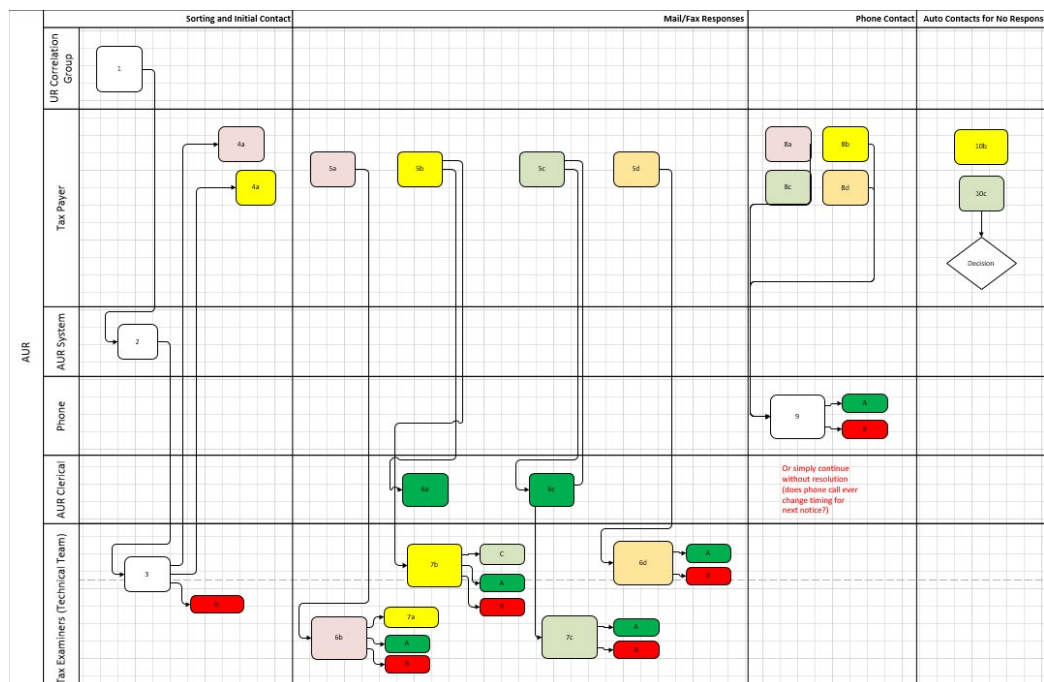 Sorting and Initial Contact
Mail/Fax Responses
Phone Contact
Auto Contacts for No Respons
AUR
UR Correlation
Group
1
Tax Payer
4a
4a
5a
5b
5c
5d
8a
8b
8c
8d
10b
10c
Decision
AUR System
2
Phone
9
A
B
AUR Clerical
6a
6c
Or simply continue
without resolution
(does phone call ever
change timing for
next notice?)
Tax Examiners (Technical Team)
3
B
6b
7a
A
B
7b
C
A
B
7c
A
B
6d
A
B